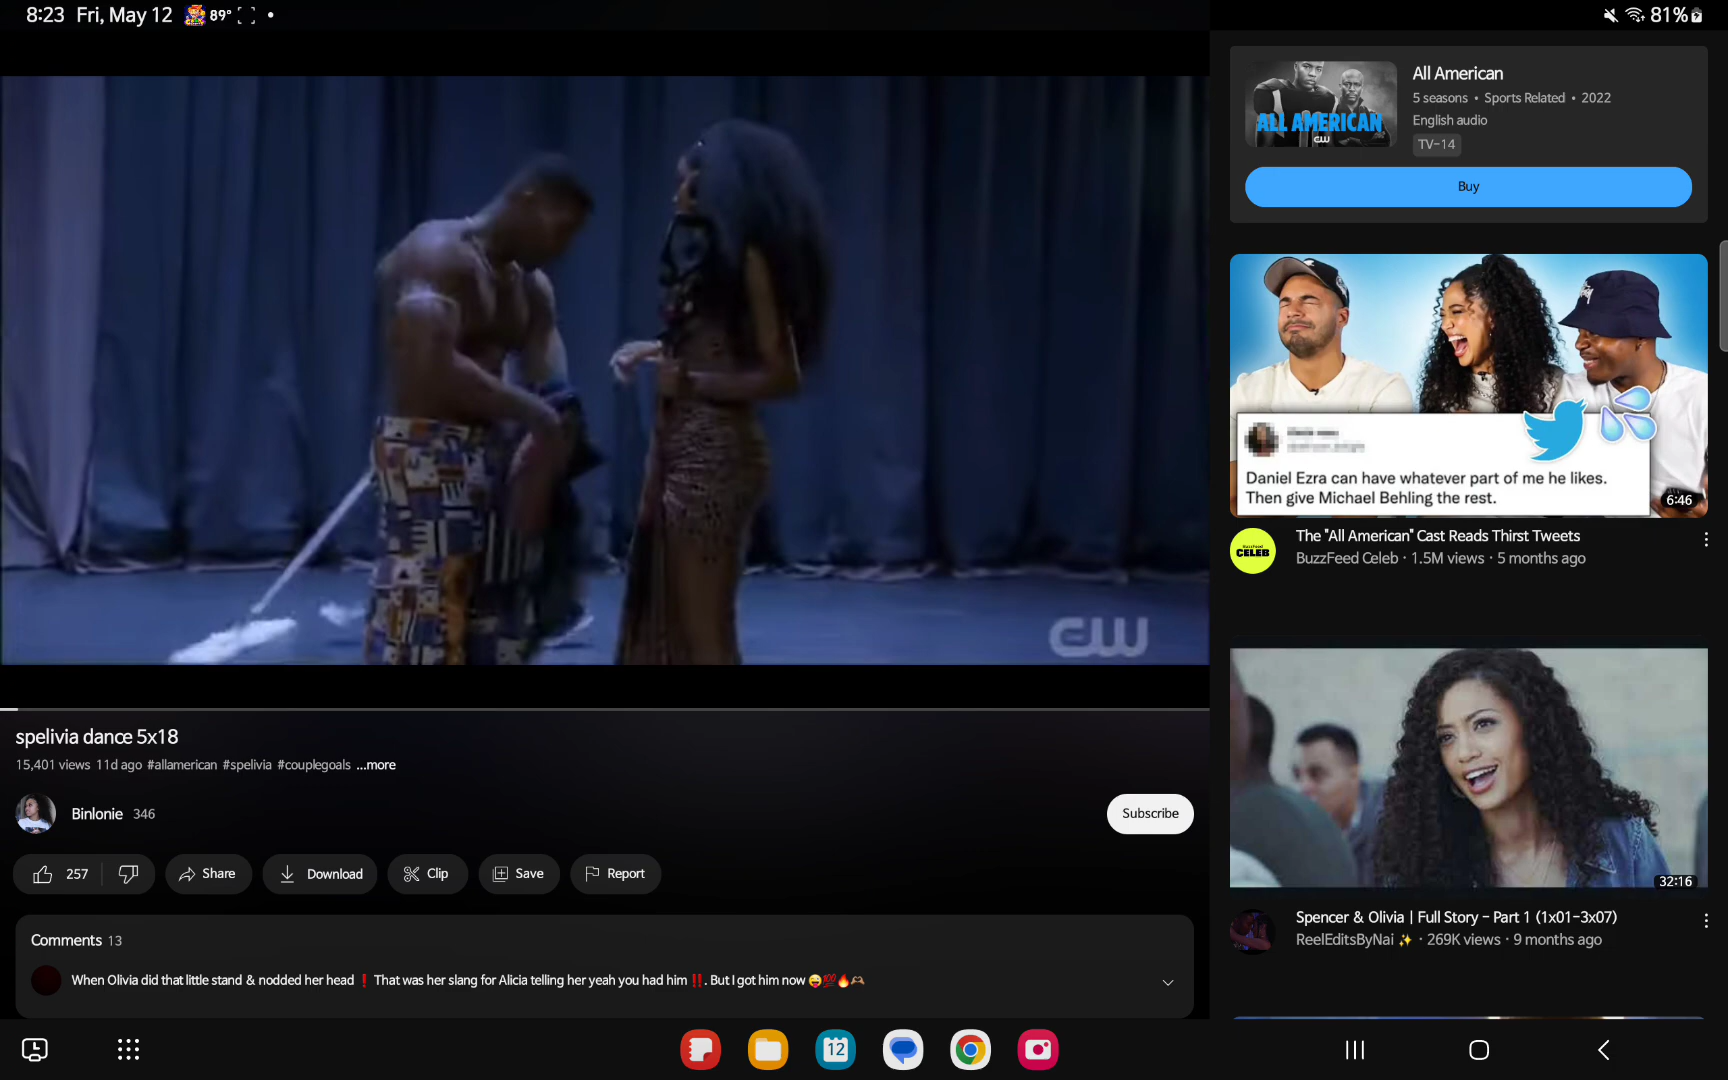 8:23 Fri, May 12 89°
81%
CW
spelivia dance 5x18
15,401 views 11d ago #allamerican #spelivia #couplegoals ...more
Binlonie 346
Subscribe
257 Share Download Clip Save Report
Comments 13
When Olivia did that little stand & nodded her head❗ That was her slang for Alicia telling her yeah you had him ‼️. But I got him now 😜💯🔥🫶🏽
ALL AMERICAN
CW
All American
5 seasons • Sports Related • 2022
English audio
TV-14
Buy
Daniel Ezra can have whatever part of me he likes.
Then give Michael Behling the rest.
6:46
BuzzFeed
CELEB
The "All American" Cast Reads Thirst Tweets
BuzzFeed Celeb · 1.5M views · 5 months ago
32:16
Spencer & Olivia | Full Story - Part 1 (1x01-3x07)
ReelEditsByNai ✨ · 269K views · 9 months ago
12